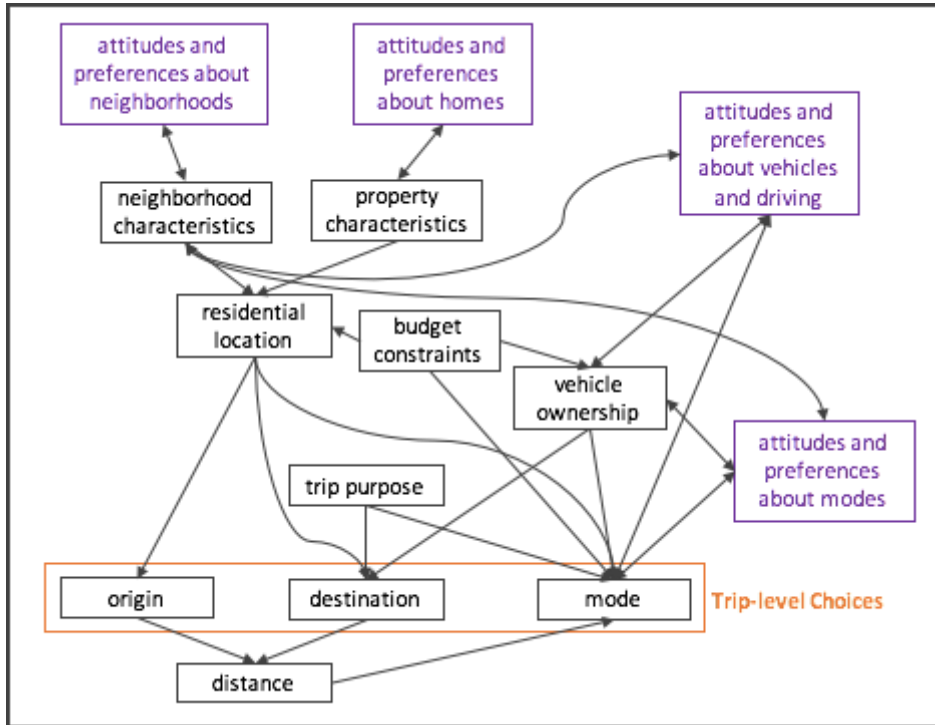 attitudes and
preferences about
neighborhoods
attitudes and
preferences
about homes
attitudes and
preferences
about vehicles
and driving
neighborhood
characteristics
property
characteristics
residential
location
budget
constraints
vehicle
ownership
attitudes and
preferences
about modes
trip purpose
origin
destination
mode
Trip-level Choices
distance